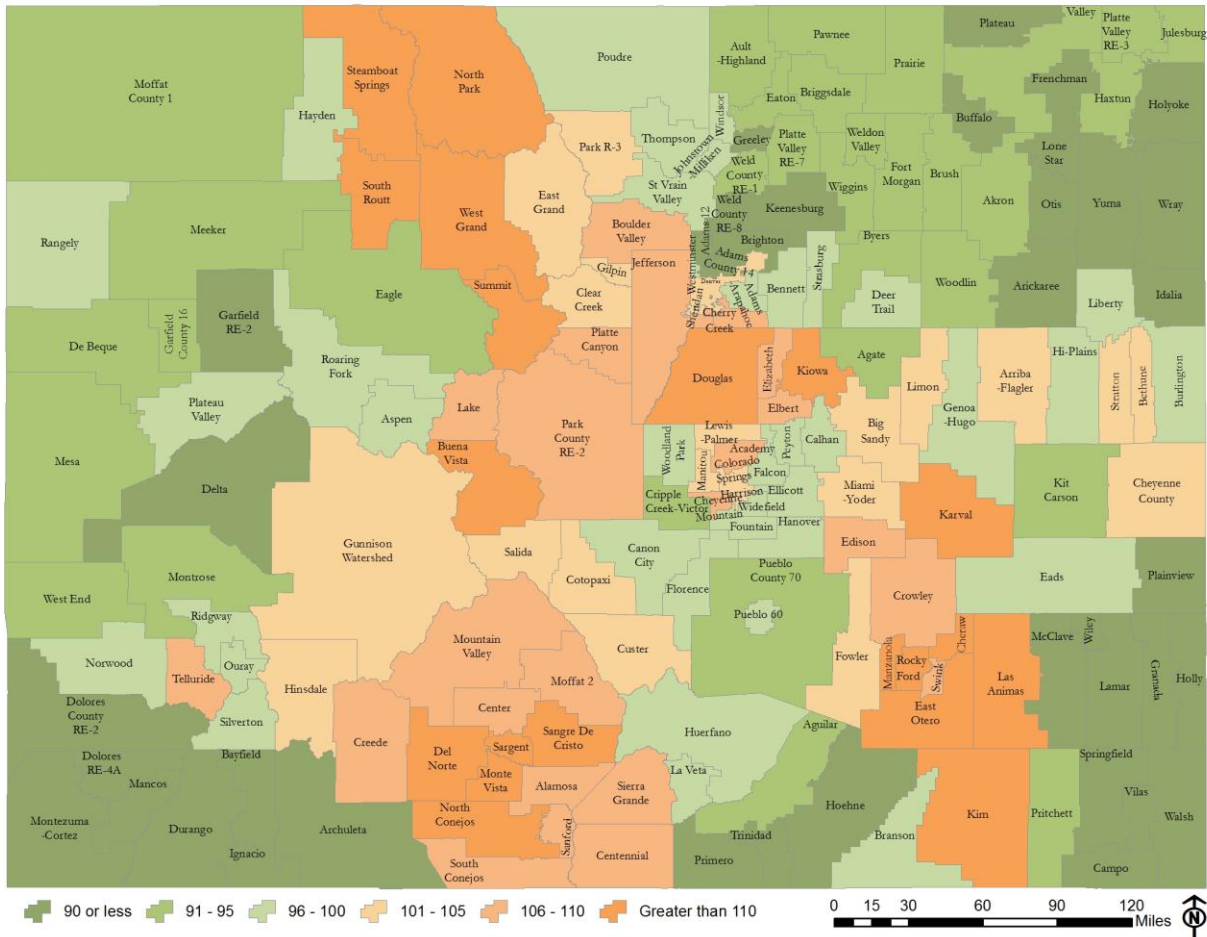 Moffat
County 1
Hayden
Steamboat
Springs
North
Park
Poudre
Ault
-Highland
Pawnee
Plateau
Valley
Platte
Valley
RE-3
Julesburg
Prairie
Frenchman
Haxtun
Holyoke
Eaton
Briggsdale
Buffalo
Windsor
Thompson
Johnstown
-Milliken
Greeley
Platte
Valley
RE-7
Weldon
Valley
Fort
Morgan
Brush
Lone
Star
Park R-3
Weld
County
RE-1
St Vrain
Valley
Wiggins
Akron
Otis
Yuma
Wray
South
Routt
West
Grand
East
Grand
Boulder
Valley
Adams 12
Weld
County
RE-8
Keenesburg
Brighton
Byers
Meeker
Rangely
Jefferson
Westminster
Adams
County 14
Gilpin
Summit
Clear
Creek
Denver
Sheridan
Adams
Arapahoe
Bennett
Strasburg
Deer
Trail
Woodlin
Arickaree
Liberty
Idalia
Eagle
Garfield
RE-2
Garfield
County 16
De Beque
Platte
Canyon
Cherry
Creek
Douglas
Elizabeth
Kiowa
Agate
Limon
Arriba
-Flagler
Hi-Plains
Stratton
Bethune
Burlington
Roaring
Fork
Plateau
Valley
Aspen
Lake
Park
County
RE-2
Elbert
Genoa
-Hugo
Big
Sandy
Mesa
Delta
Buena
Vista
Woodland
Park
Lewis
-Palmer
Manitou
Academy
Colorado
Springs
Peyton
Calhan
Falcon
Harrison
Ellicott
Cheyenne
Mountain
Widefield
Fountain
Hanover
Cripple
Creek-Victor
Miami
-Yoder
Karval
Kit
Carson
Cheyenne
County
Gunnison
Watershed
Salida
Cotopaxi
Canon
City
Florence
Pueblo
County 70
Edison
Eads
Plainview
Montrose
West End
Ridgway
Pueblo 60
Crowley
Norwood
Ouray
Telluride
Mountain
Valley
Custer
Fowler
Manzanola
Rocky
Ford
Cheraw
Swink
East
Otero
Las
Animas
McClave
Wiley
Lamar
Granada
Holly
Hinsdale
Silverton
Dolores
County
RE-2
Moffat 2
Center
Creede
Del
Norte
Sargent
Sangre De
Cristo
Huerfano
Aguilar
Dolores
RE-4A
Bayfield
Mancos
Monte
Vista
Alamosa
La Veta
Sierra
Grande
Springfield
Vilas
Walsh
Montezuma
-Cortez
Durango
Ignacio
Archuleta
North
Conejos
Sanford
Hoehne
Kim
Pritchett
Trinidad
Branson
South
Conejos
Centennial
Primero
Campo
90 or less
91 - 95
96 - 100
101 - 105
106 - 110
Greater than 110
0 15 30 60 90 120
Miles
N